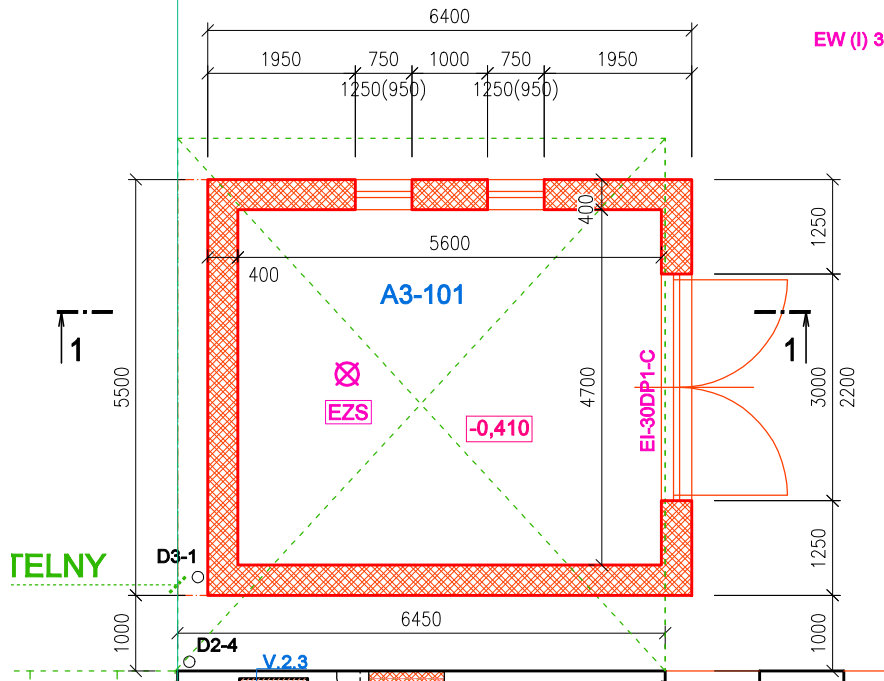 6400
EW (I) 3
1950 750 1000 750 1950
1250(950) 1250(950)
400
1250
5600
400
A3-101
1 1
5500
EZS
-0,410
4700
EI-30DP1-C
3000
2200
1250
D3-1
TELNY
6450
1000
1000
D2-4
V.2.3